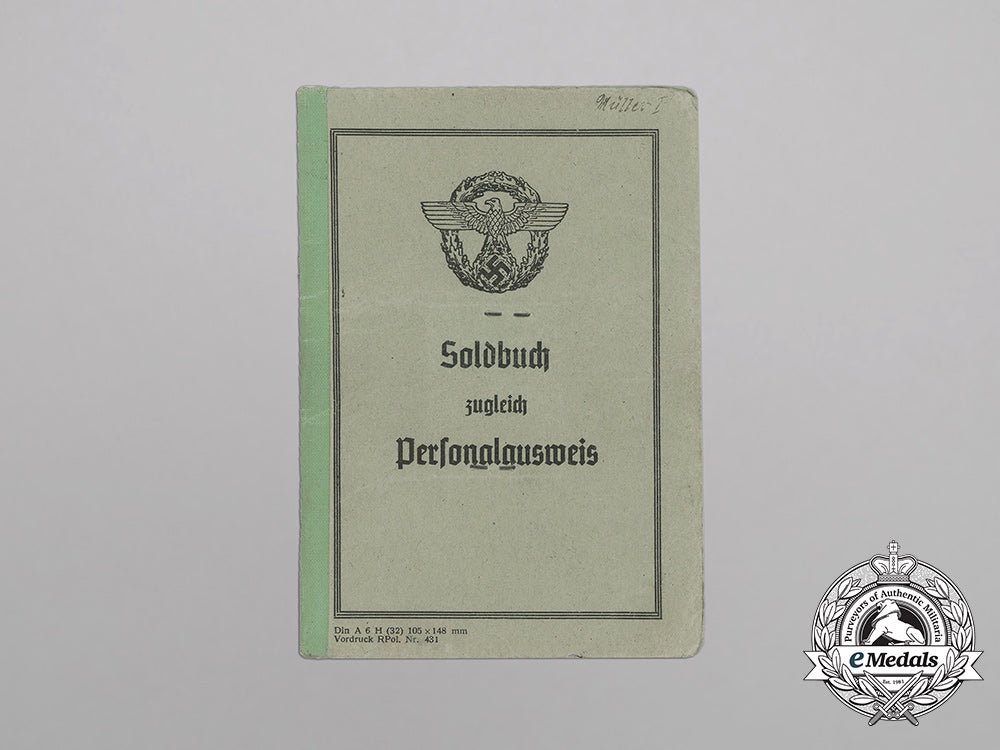 Müller I
Soldbuch
zugleich
Personalausweis
Din A 6 H (32) 105 × 148 mm
Vordruck RPol. Nr. 431
Purveyors of Authentic Militaria
eMedals
Est. 1981